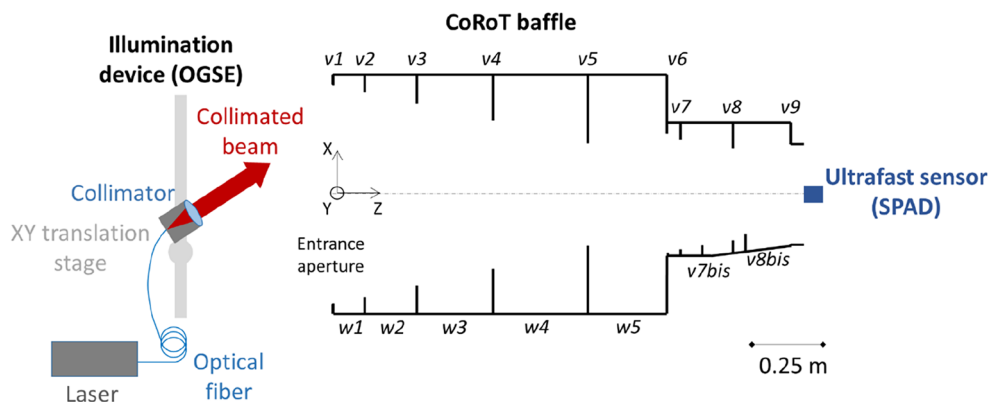 CoRoT baffle
Illumination
device (OGSE)
v1 v2 v3 v4 v5 v6
v7 v8 v9
Collimated
beam
X
Y
Z
Collimator
Ultrafast sensor
(SPAD)
XY translation
stage
Entrance
aperture
v7bis
v8bis
w1 w2 w3 w4 w5
Optical
fiber
Laser
0.25 m